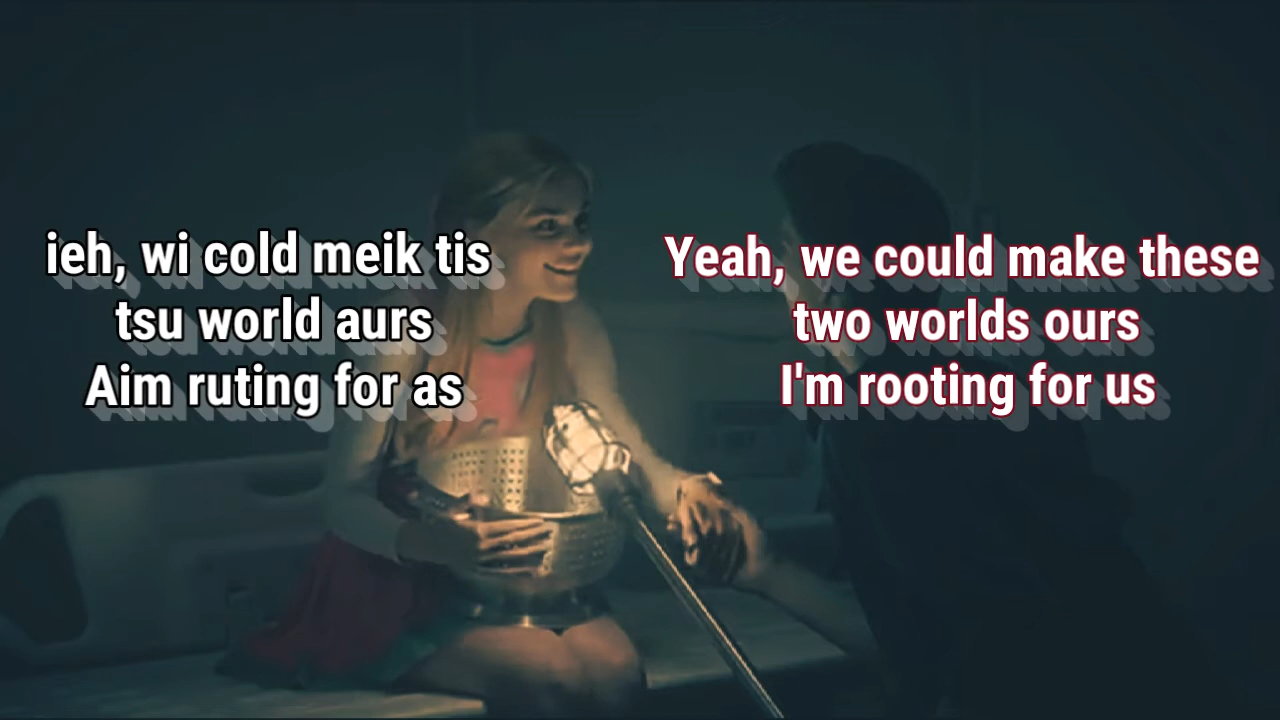 ieh, wi cold meik tis
tsu world aurs
Aim ruting for as
Yeah, we could make these
two worlds ours
I'm rooting for us